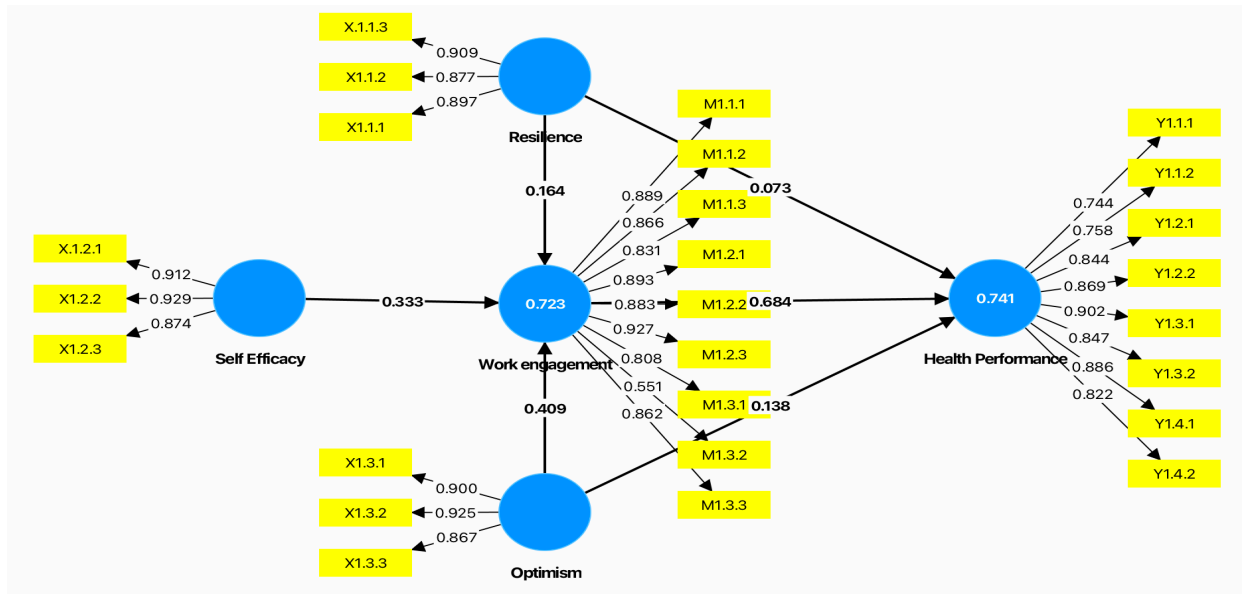 X.1.1.3
0.909
X1.1.2
0.877
X1.1.1
0.897
Resilience
0.164
0.073
X.1.2.1
0.912
X1.2.2
0.929
X1.2.3
0.874
Self Efficacy
0.333
0.723
Work engagement
0.409
M1.1.1
0.889
M1.1.2
0.866
M1.1.3
0.831
M1.2.1
0.893
M1.2.2
0.883
M1.2.3
0.927
M1.3.1
0.808
M1.3.2
0.551
M1.3.3
0.862
0.684
0.138
X1.3.1
0.900
X1.3.2
0.925
X1.3.3
0.867
Optimism
0.741
Health Performance
Y1.1.1
0.744
Y1.1.2
0.758
Y1.2.1
0.844
Y1.2.2
0.869
Y1.3.1
0.902
Y1.3.2
0.847
Y1.4.1
0.886
Y1.4.2
0.822